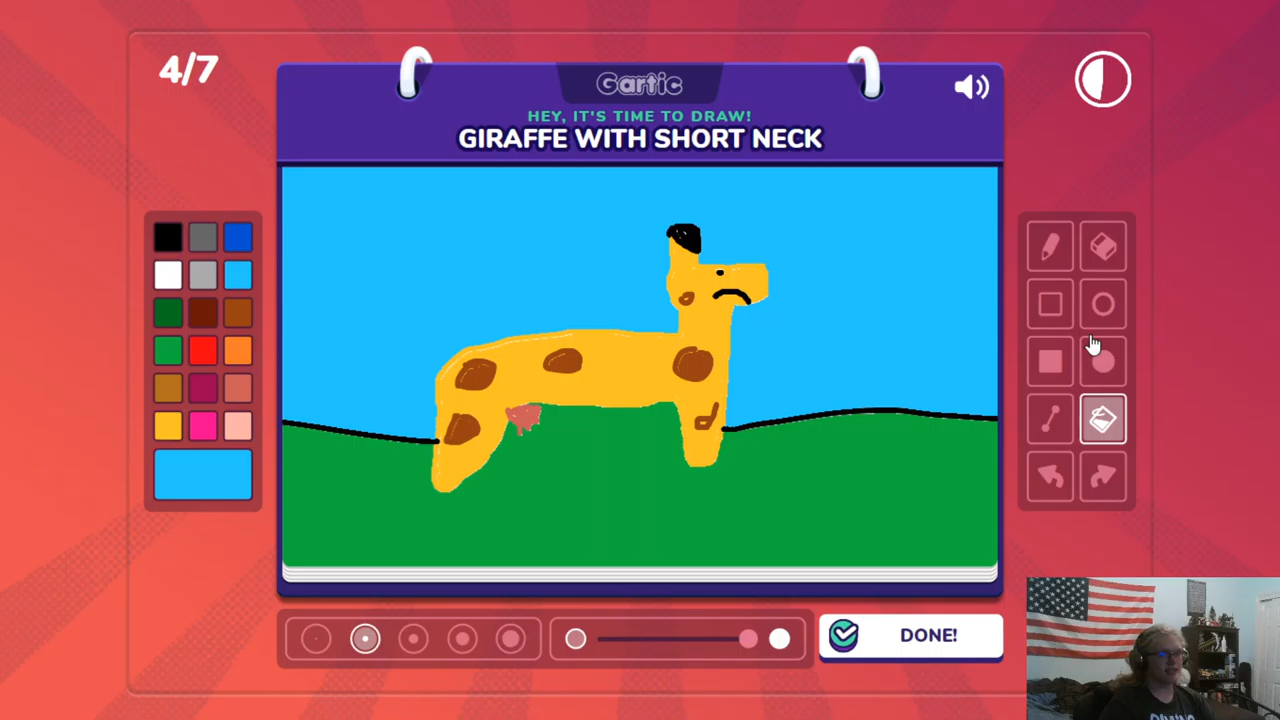 4/7
Gartic
HEY, IT'S TIME TO DRAW!
GIRAFFE WITH SHORT NECK
DONE!